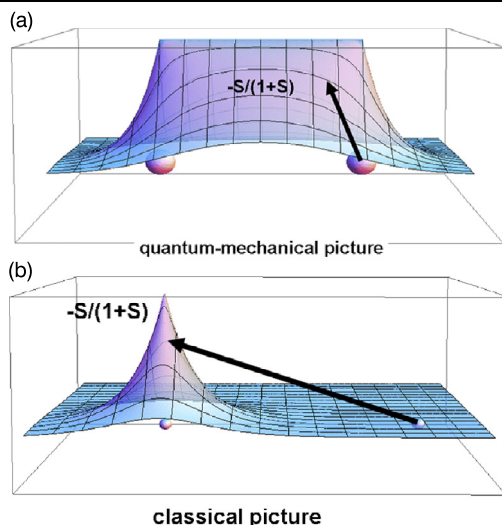 (a)
-S/(1+S)
quantum-mechanical picture
(b)
-S/(1+S)
classical picture